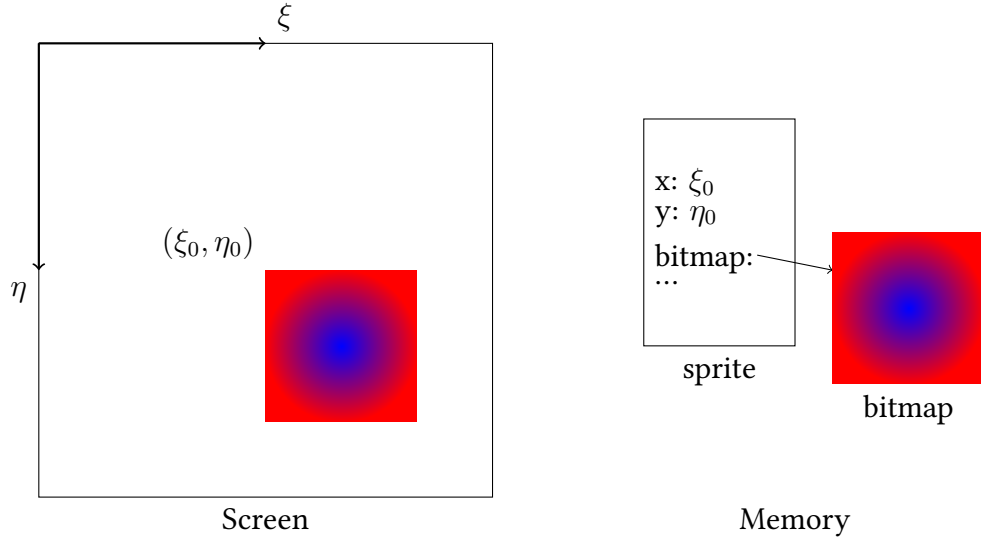 ξ
(ξ₀, η₀)
η
Screen
x: ξ₀
y: η₀
bitmap:
...
sprite
bitmap
Memory